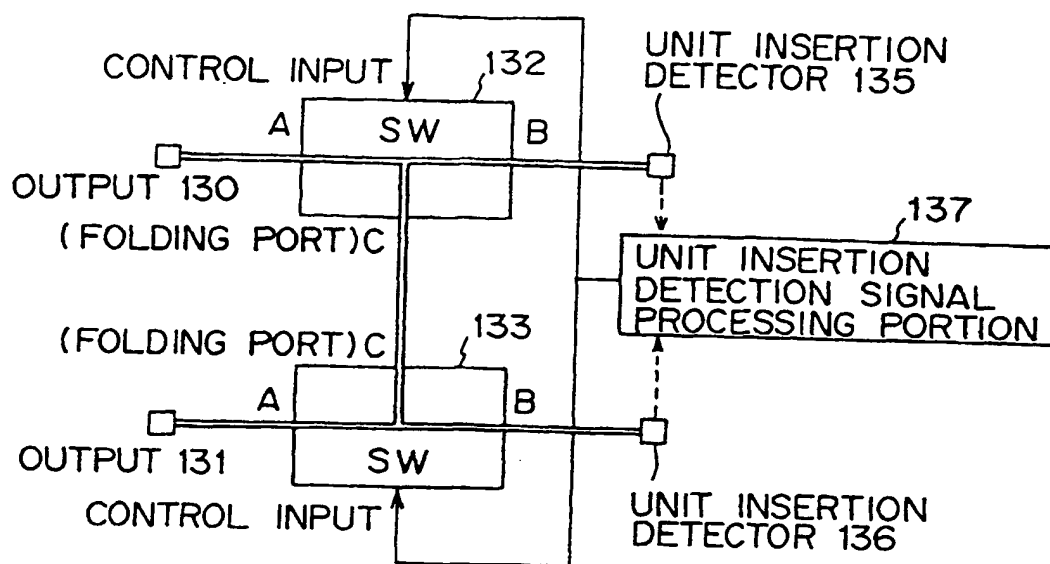 UNIT INSERTION
DETECTOR 135
CONTROL INPUT
132
A
SW
B
OUTPUT 130
(FOLDING PORT)C
137
UNIT INSERTION
DETECTION SIGNAL
PROCESSING PORTION
(FOLDING PORT)C
133
A
B
OUTPUT 131
SW
CONTROL INPUT
UNIT INSERTION
DETECTOR 136